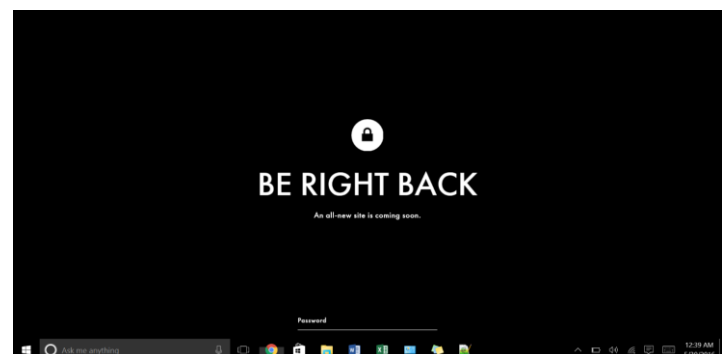 BE RIGHT BACK
An all-new site is coming soon.
Password
Ask me anything
12:39 AM